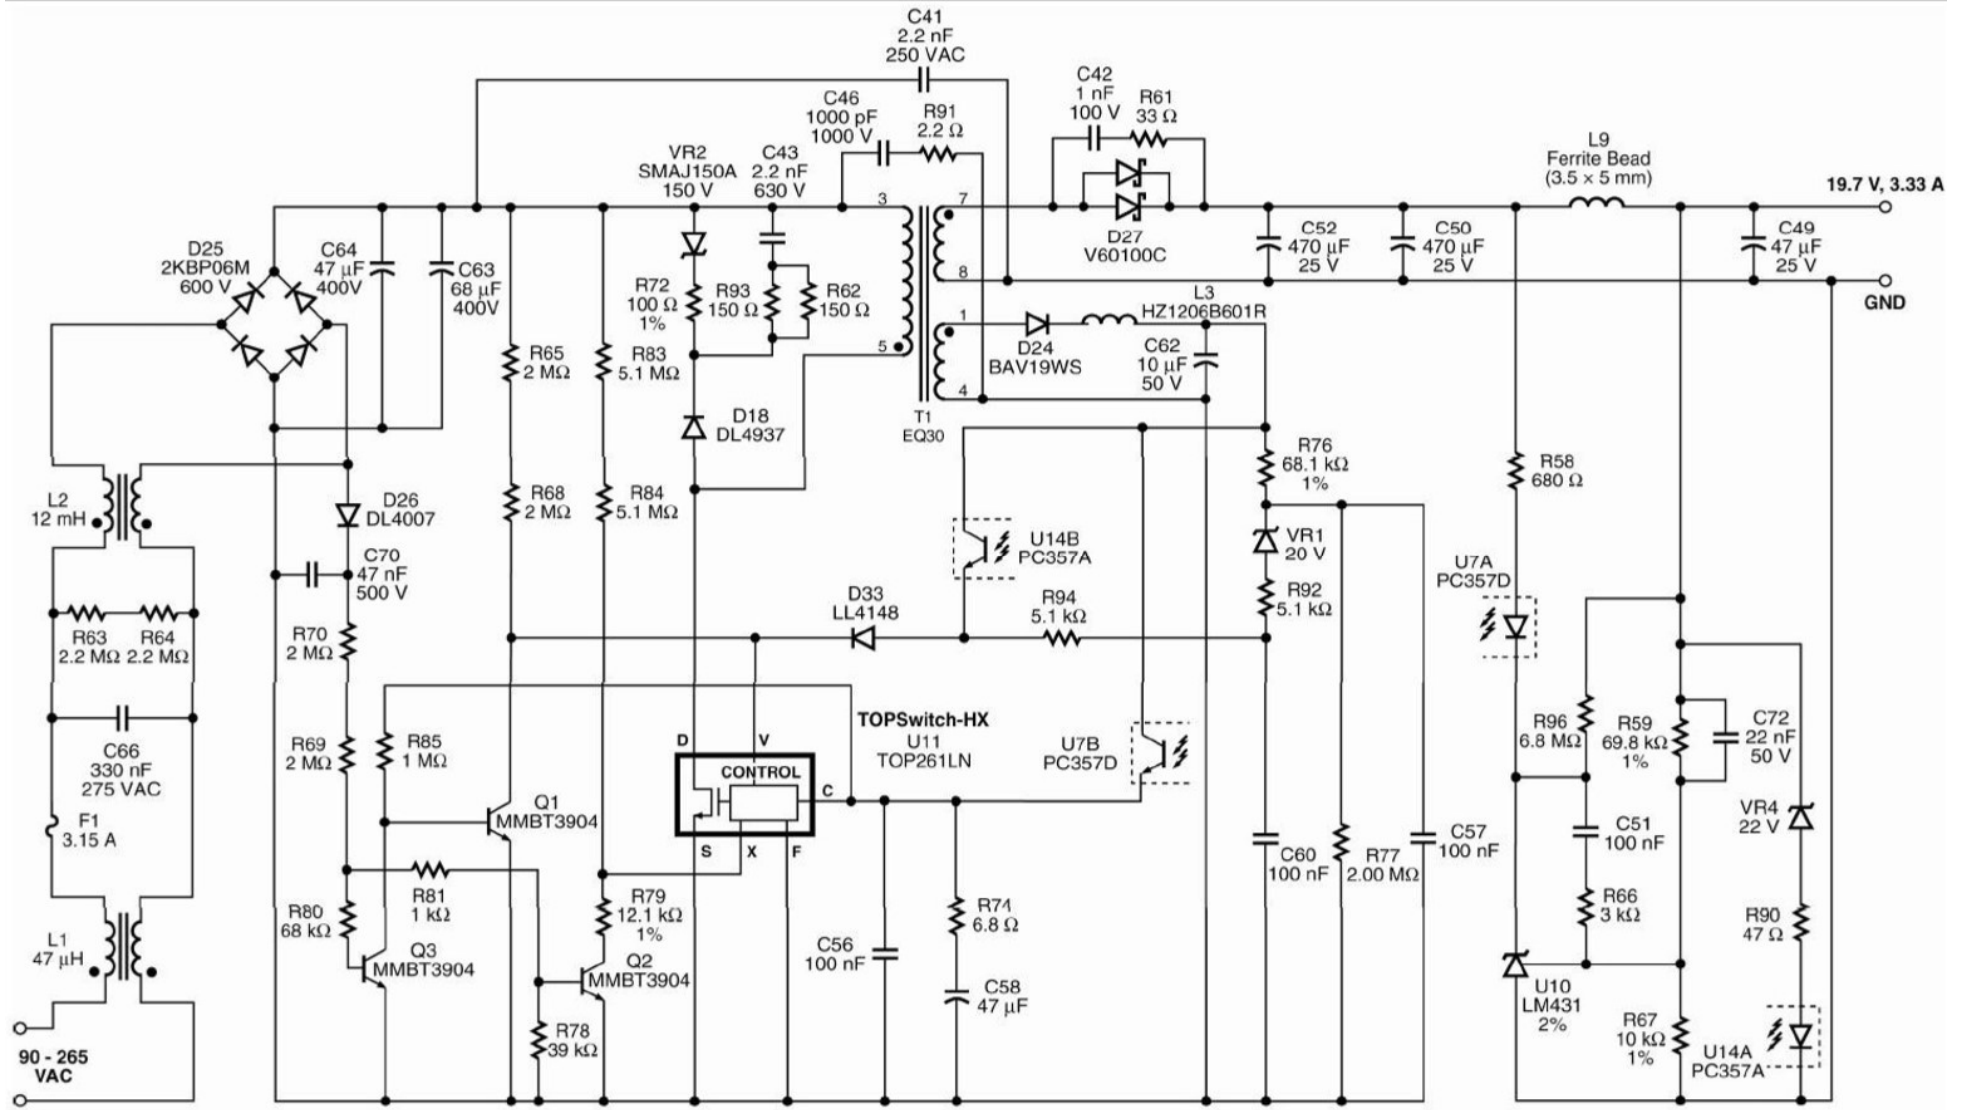 C41
2.2 nF
250 VAC
C42
1 nF
100 V
R61
33 Ω
C46
1000 pF
1000 V
R91
2.2 Ω
VR2
SMAJ150A
150 V
C43
2.2 nF
630 V
L9
Ferrite Bead
(3.5 × 5 mm)
19.7 V, 3.33 A
3
7
D25
2KBP06M
600 V
C64
47 µF
400V
C63
68 µF
400V
D27
V60100C
C52
470 µF
25 V
C50
470 µF
25 V
C49
47 µF
25 V
8
GND
R72
100 Ω
1%
R93
150 Ω
R62
150 Ω
L3
HZ1206B601R
1
5
D24
BAV19WS
C62
10 µF
50 V
4
R65
2 MΩ
R83
5.1 MΩ
D18
DL4937
T1
EQ30
R76
68.1 kΩ
1%
R58
680 Ω
L2
12 mH
D26
DL4007
R68
2 MΩ
R84
5.1 MΩ
U14B
PC357A
VR1
20 V
C70
47 nF
500 V
U7A
PC357D
D33
LL4148
R94
5.1 kΩ
R92
5.1 kΩ
R63
2.2 MΩ
R64
2.2 MΩ
R70
2 MΩ
C66
330 nF
275 VAC
R69
2 MΩ
R85
1 MΩ
TOPSwitch-HX
U11
TOP261LN
D
V
CONTROL
C
S
X
F
U7B
PC357D
R96
6.8 MΩ
R59
69.8 kΩ
1%
C72
22 nF
50 V
F1
3.15 A
Q1
MMBT3904
VR4
22 V
C51
100 nF
C60
100 nF
R77
2.00 MΩ
C57
100 nF
R81
1 kΩ
R80
68 kΩ
R79
12.1 kΩ
1%
R74
6.8 Ω
R66
3 kΩ
R90
47 Ω
L1
47 µH
Q3
MMBT3904
Q2
MMBT3904
C56
100 nF
C58
47 µF
U10
LM431
2%
R78
39 kΩ
R67
10 kΩ
1%
U14A
PC357A
90 - 265
VAC